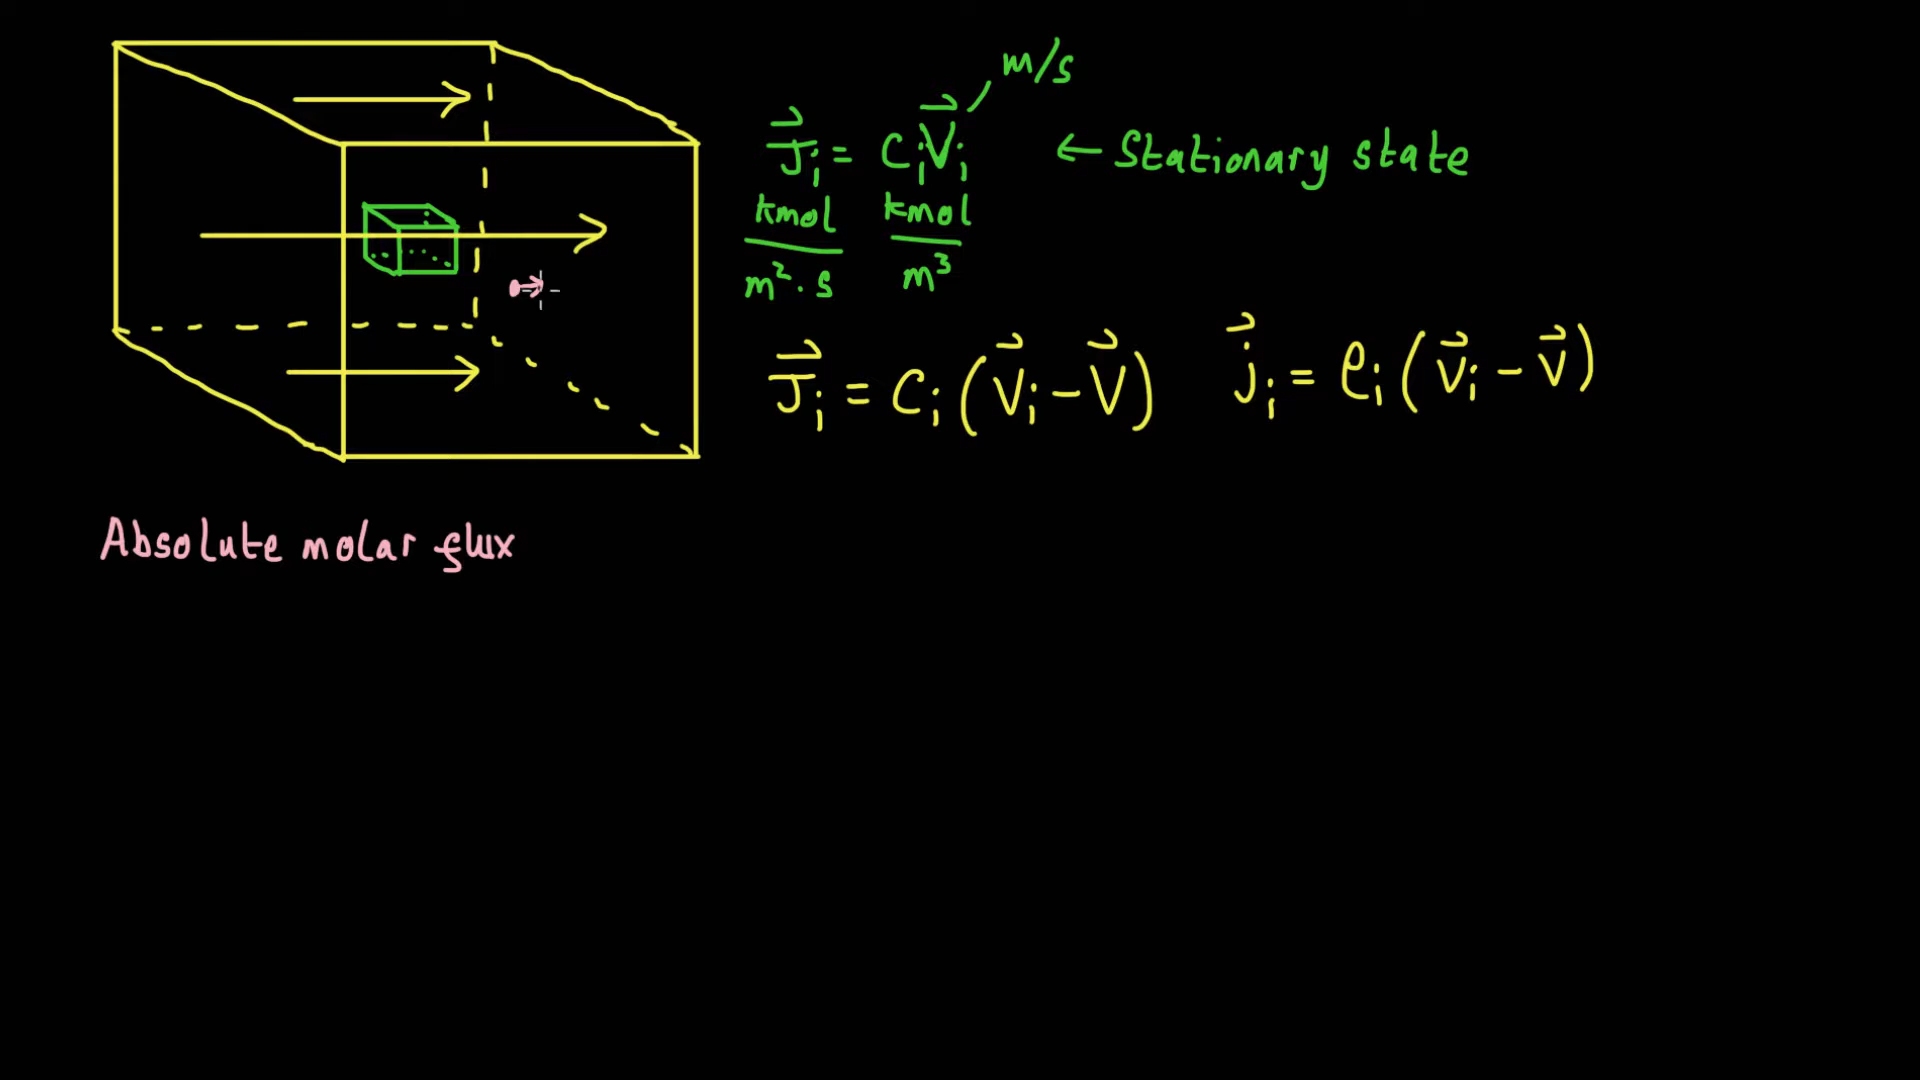 m/s
J⃗ᵢ = CᵢV⃗ᵢ ← Stationary state
kmol/m²·s kmol/m³
J⃗ᵢ = Cᵢ(V⃗ᵢ − V⃗) j⃗ᵢ = ρᵢ(v⃗ᵢ − v⃗)
Absolute molar flux